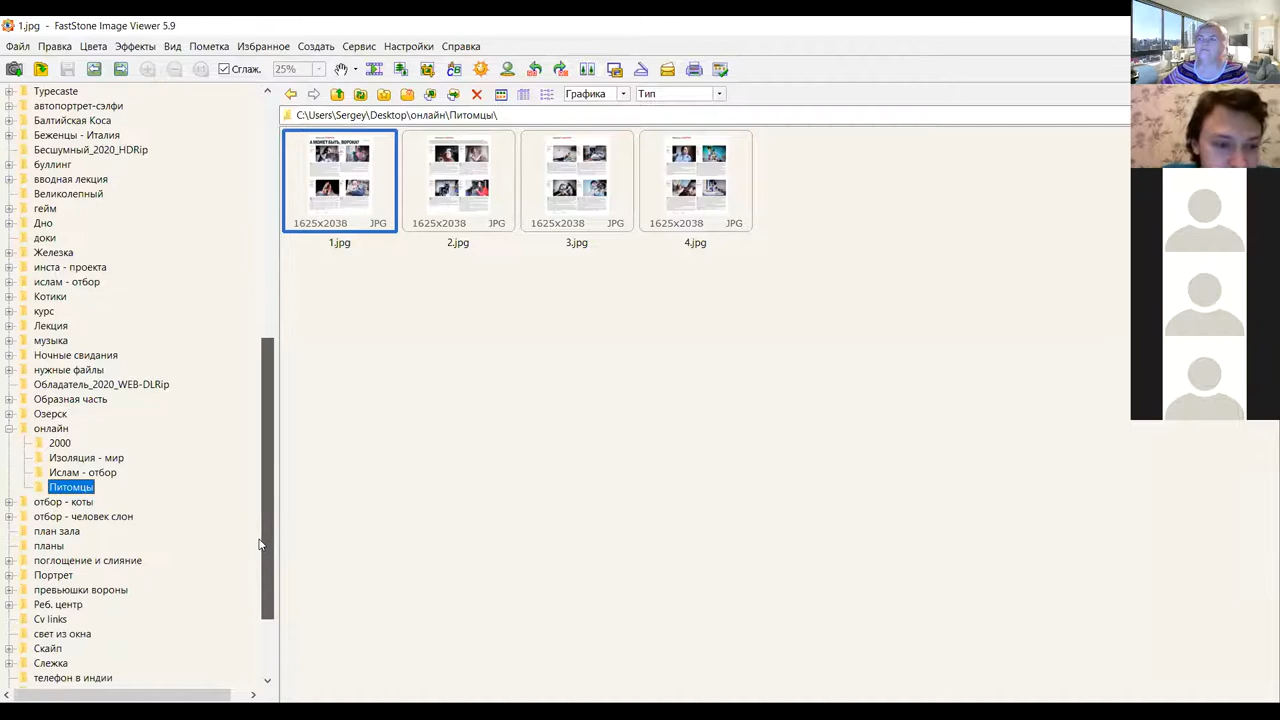 1.jpg - FastStone Image Viewer 5.9
Файл Правка Цвета Эффекты Вид Пометка Избранное Создать Сервис Настройки Справка
Сглаж. 25%
Графика Тип
C:\Users\Sergey\Desktop\онлайн\Питомцы\
Typecaste
автопортрет-сэлфи
Балтийская Коса
Беженцы - Италия
Бесшумный_2020_HDRip
буллинг
вводная лекция
Великолепный
гейм
Дно
доки
Железка
инста - проекта
ислам - отбор
Котики
курс
Лекция
музыка
Ночные свидания
нужные файлы
Обладатель_2020_WEB-DLRip
Образная часть
Озерск
онлайн
2000
Изоляция - мир
Ислам - отбор
Питомцы
отбор - коты
отбор - человек слон
план зала
планы
поглощение и слияние
Портрет
превьюшки вороны
Реб. центр
Cv links
свет из окна
Скайп
Слежка
телефон в индии
А МОЖЕТ БЫТЬ, ВОРОНА?
1625x2038 JPG
1.jpg
1625x2038 JPG
2.jpg
1625x2038 JPG
3.jpg
1625x2038 JPG
4.jpg